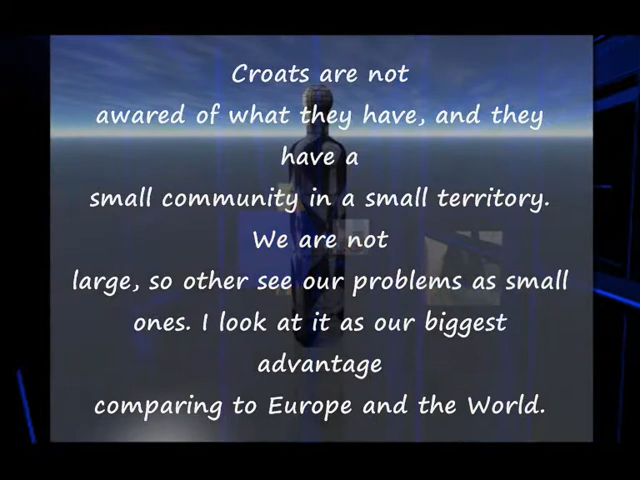 Croats are not
awared of what they have, and they
have a
small community in a small territory.
We are not
large, so other see our problems as small
ones. I look at it as our biggest
advantage
comparing to Europe and the World.